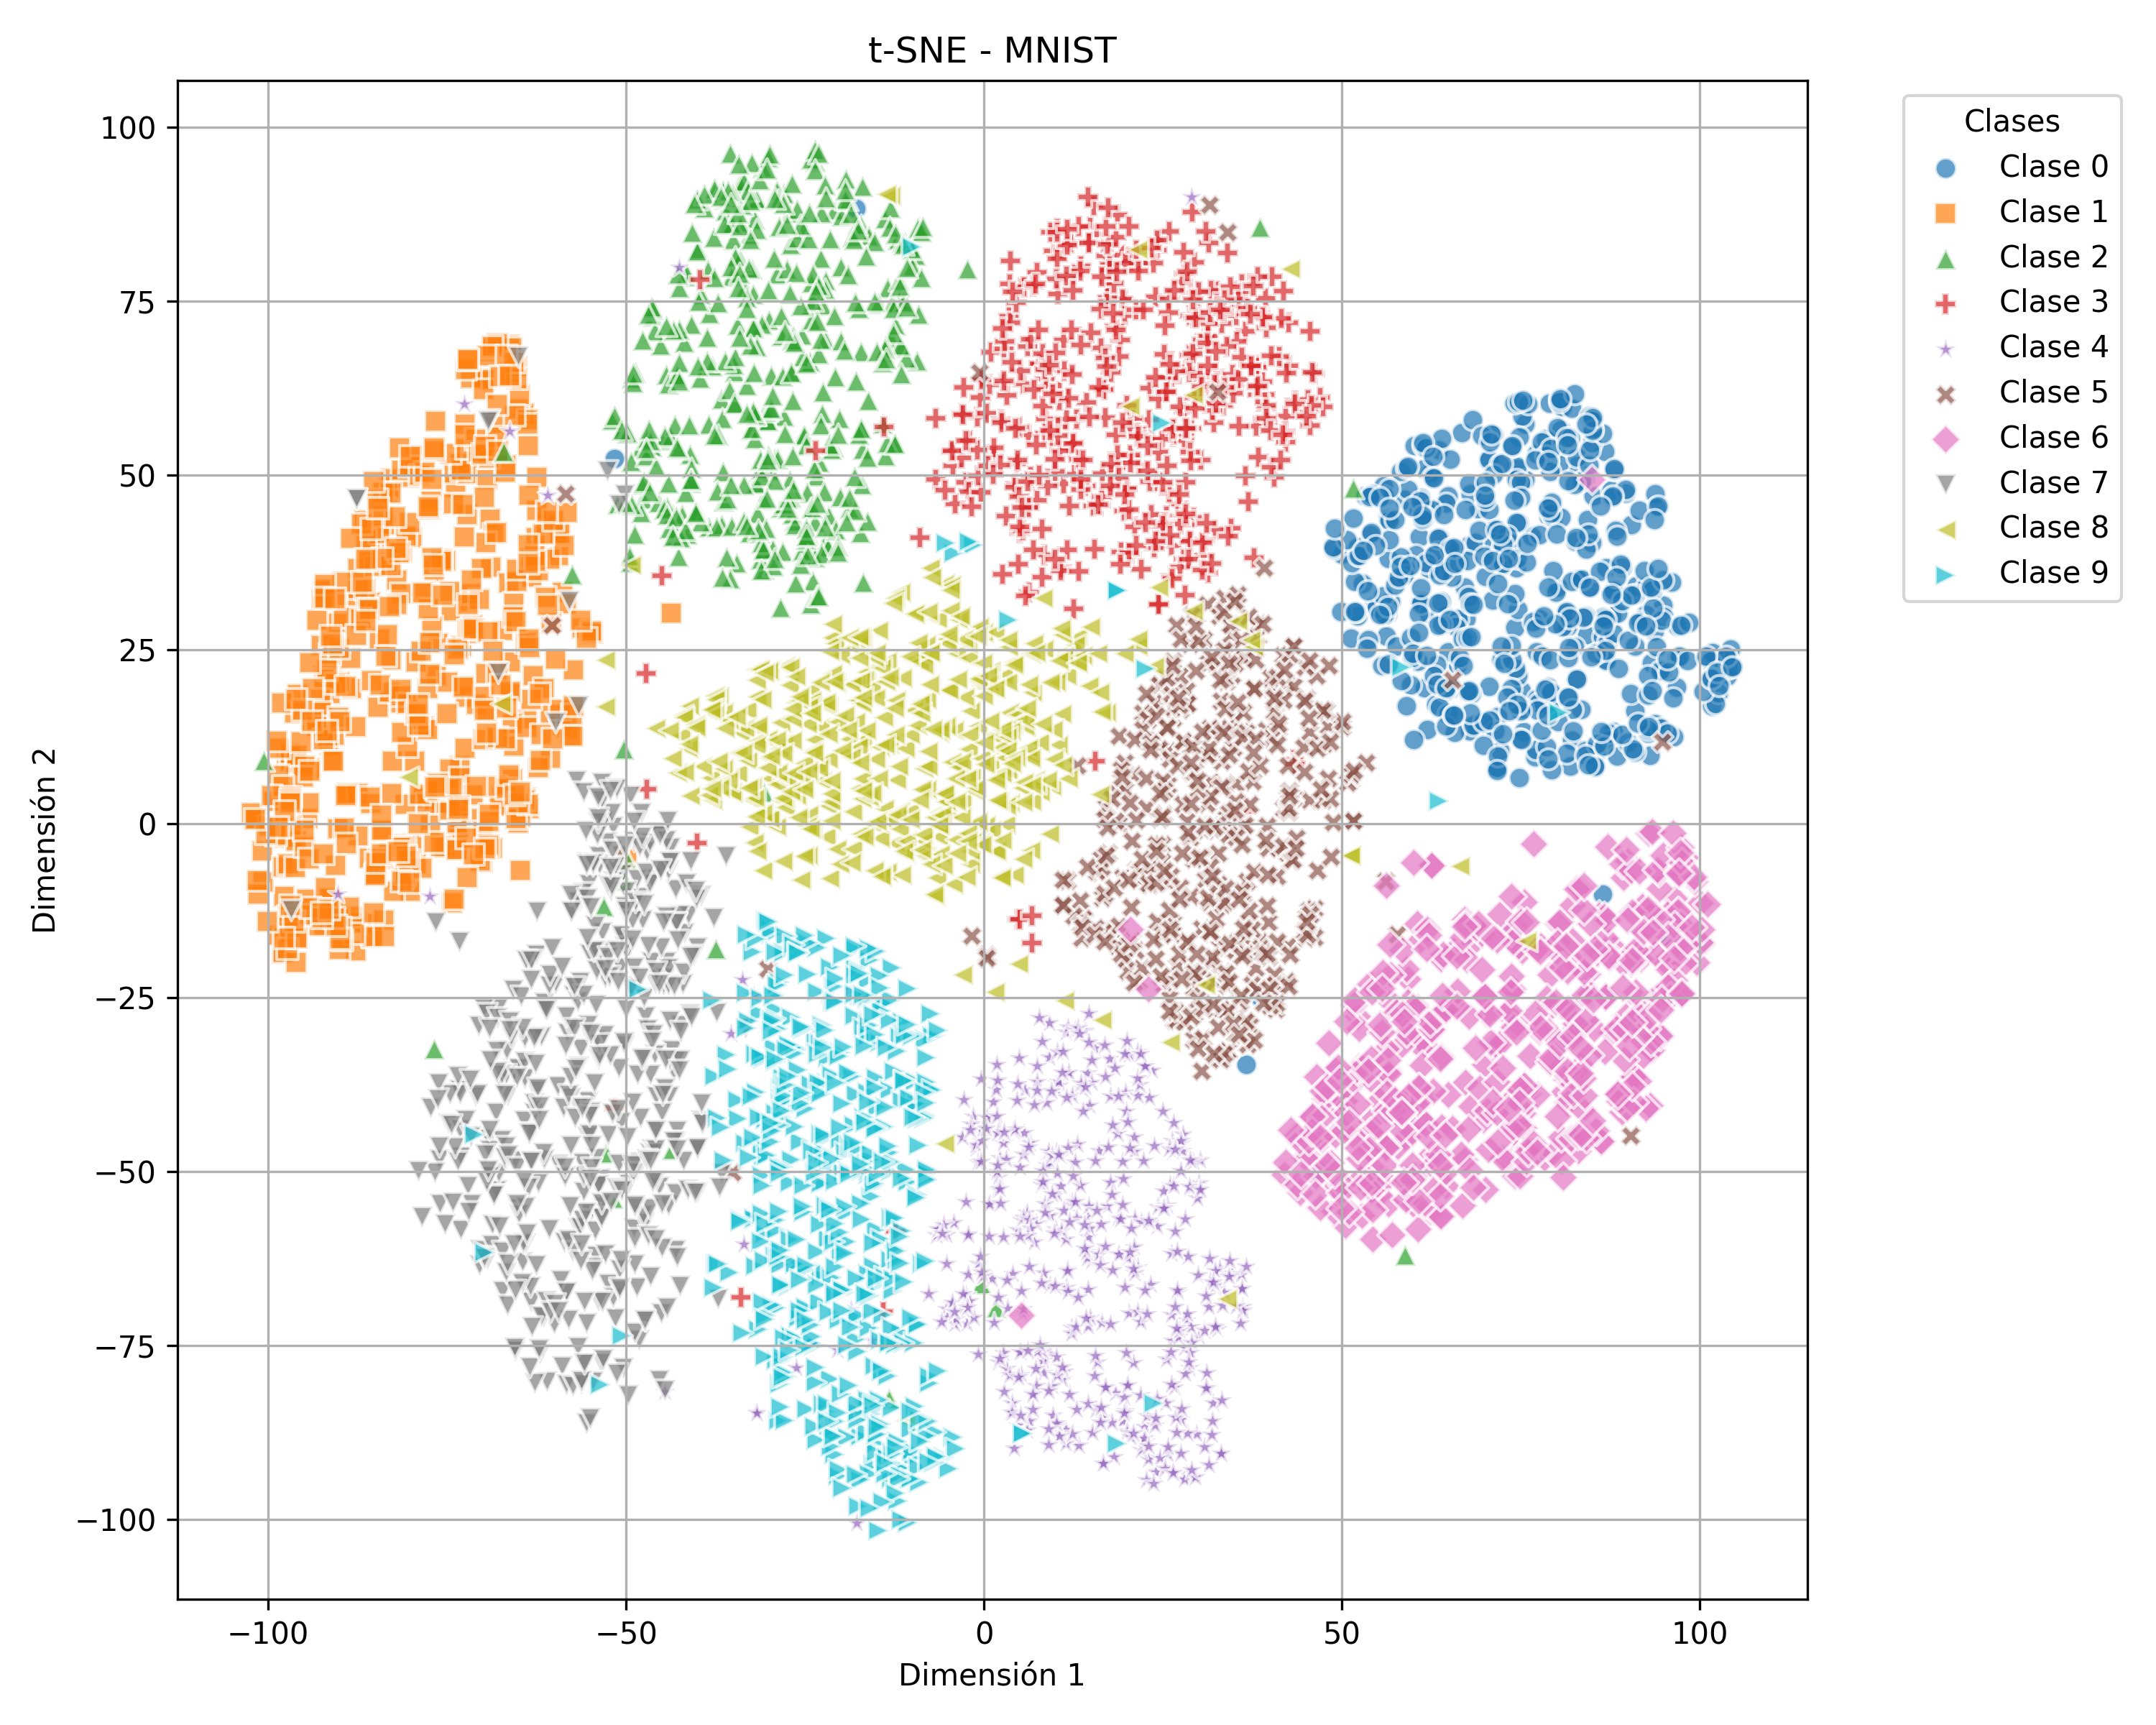 t-SNE - MNIST
Clases
Clase 0
Clase 1
Clase 2
Clase 3
Clase 4
Clase 5
Clase 6
Clase 7
Clase 8
Clase 9
Dimensión 2
100
75
50
25
0
−25
−50
−75
−100
−100
−50
0
50
100
Dimensión 1